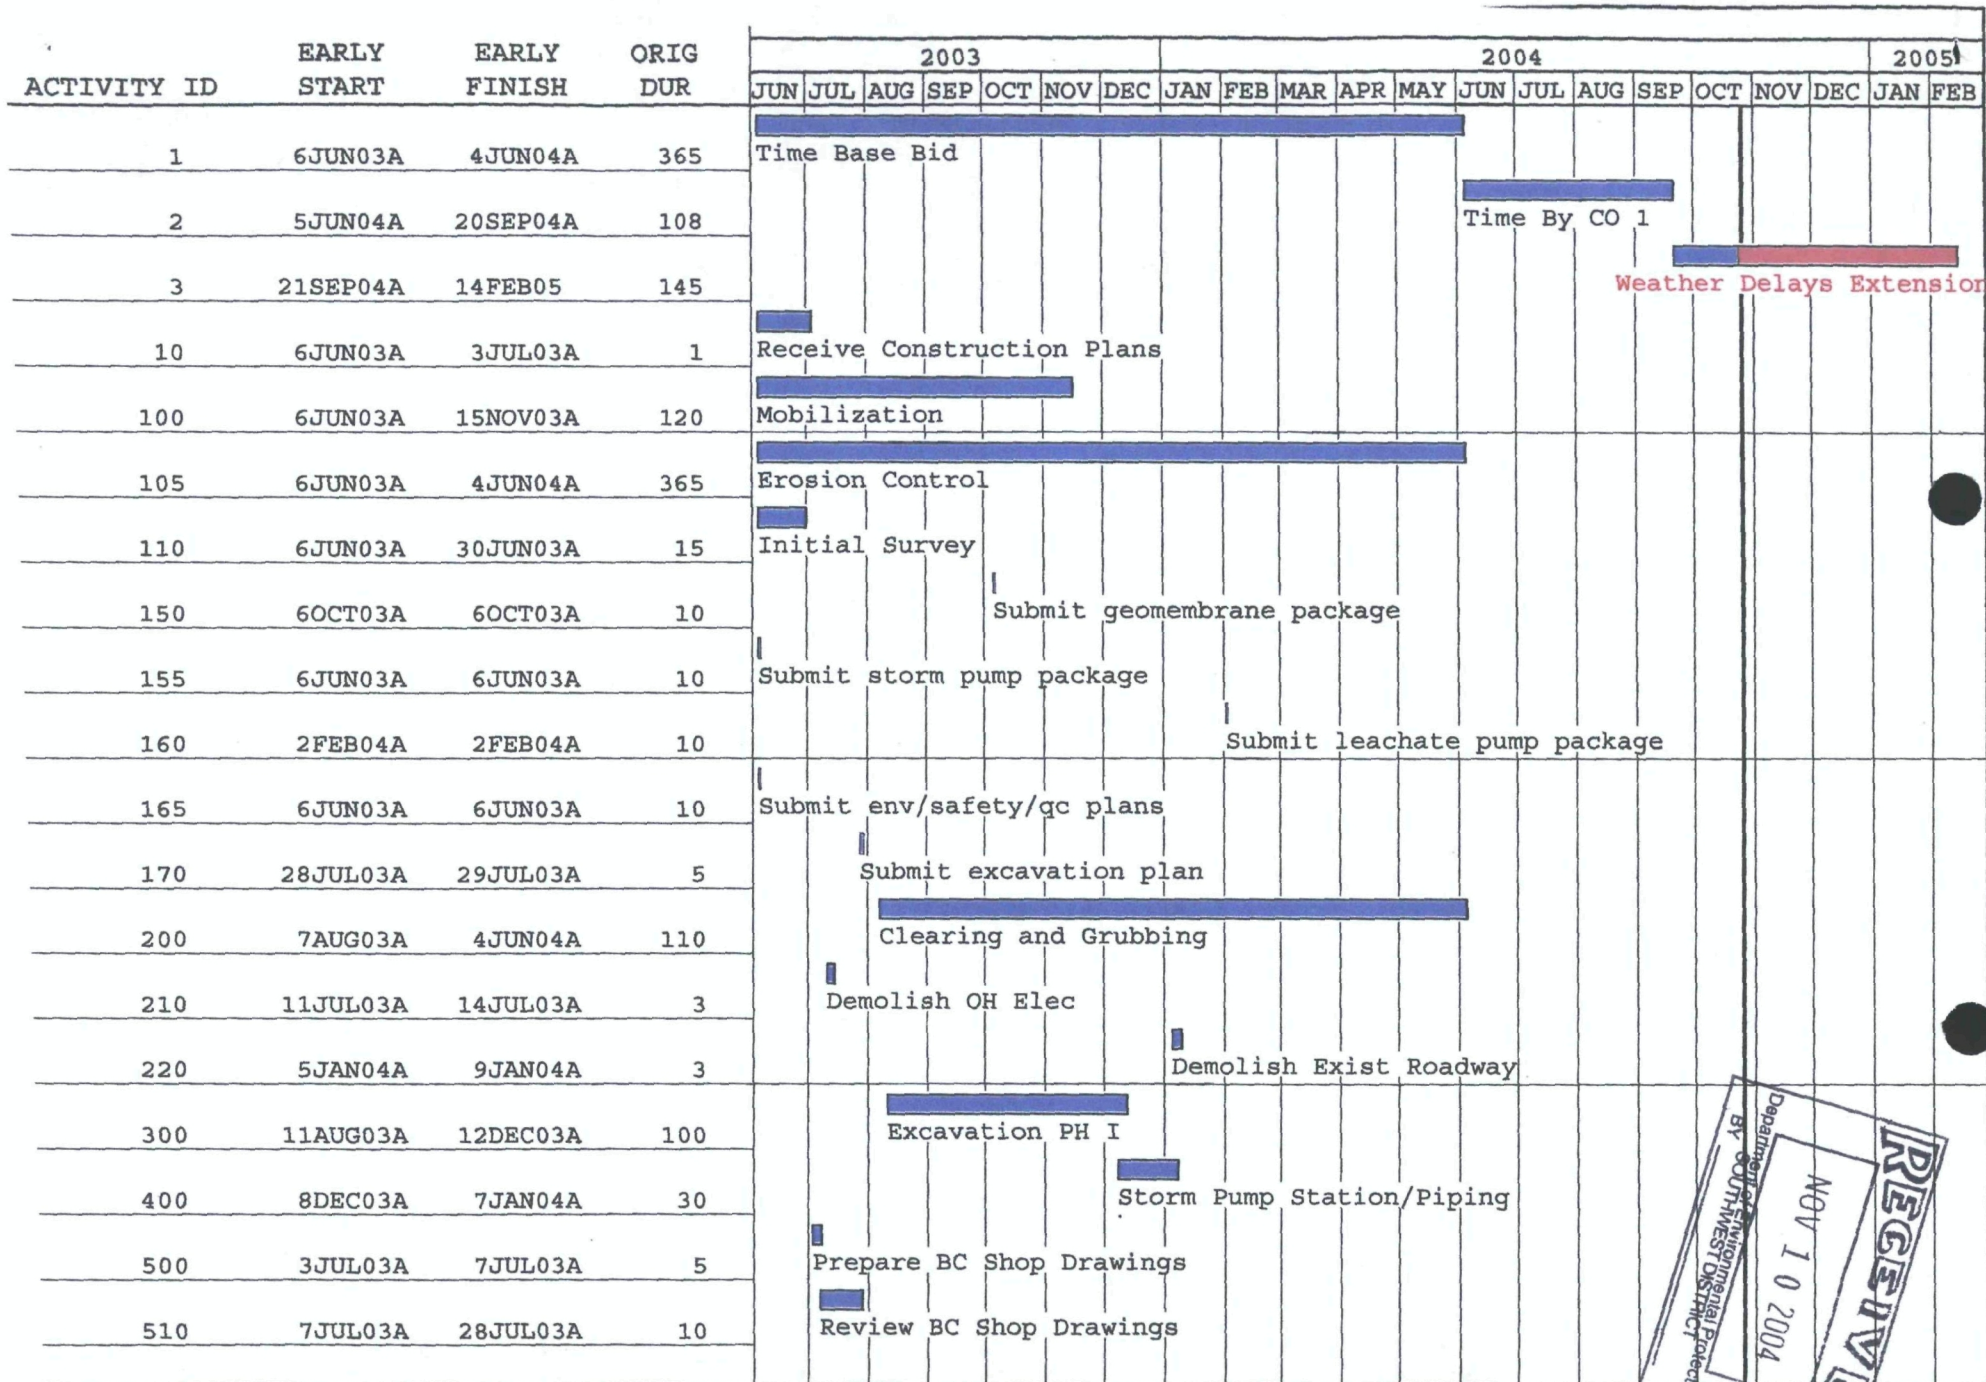 EARLY EARLY ORIG 2003 2004 2005
ACTIVITY ID START FINISH DUR JUN JUL AUG SEP OCT NOV DEC JAN FEB MAR APR MAY JUN JUL AUG SEP OCT NOV DEC JAN FEB
1 6JUN03A 4JUN04A 365 Time Base Bid
2 5JUN04A 20SEP04A 108 Time By CO 1
3 21SEP04A 14FEB05 145 Weather Delays Extension
10 6JUN03A 3JUL03A 1 Receive Construction Plans
100 6JUN03A 15NOV03A 120 Mobilization
105 6JUN03A 4JUN04A 365 Erosion Control
110 6JUN03A 30JUN03A 15 Initial Survey
150 6OCT03A 6OCT03A 10 Submit geomembrane package
155 6JUN03A 6JUN03A 10 Submit storm pump package
160 2FEB04A 2FEB04A 10 Submit leachate pump package
165 6JUN03A 6JUN03A 10 Submit env/safety/qc plans
170 28JUL03A 29JUL03A 5 Submit excavation plan
200 7AUG03A 4JUN04A 110 Clearing and Grubbing
210 11JUL03A 14JUL03A 3 Demolish OH Elec
220 5JAN04A 9JAN04A 3 Demolish Exist Roadway
300 11AUG03A 12DEC03A 100 Excavation PH I
400 8DEC03A 7JAN04A 30 Storm Pump Station/Piping
500 3JUL03A 7JUL03A 5 Prepare BC Shop Drawings
510 7JUL03A 28JUL03A 10 Review BC Shop Drawings
RECEIV
NOV 10 2004
Department of Environmental Protec
BY SOUTHWEST DISTRICT